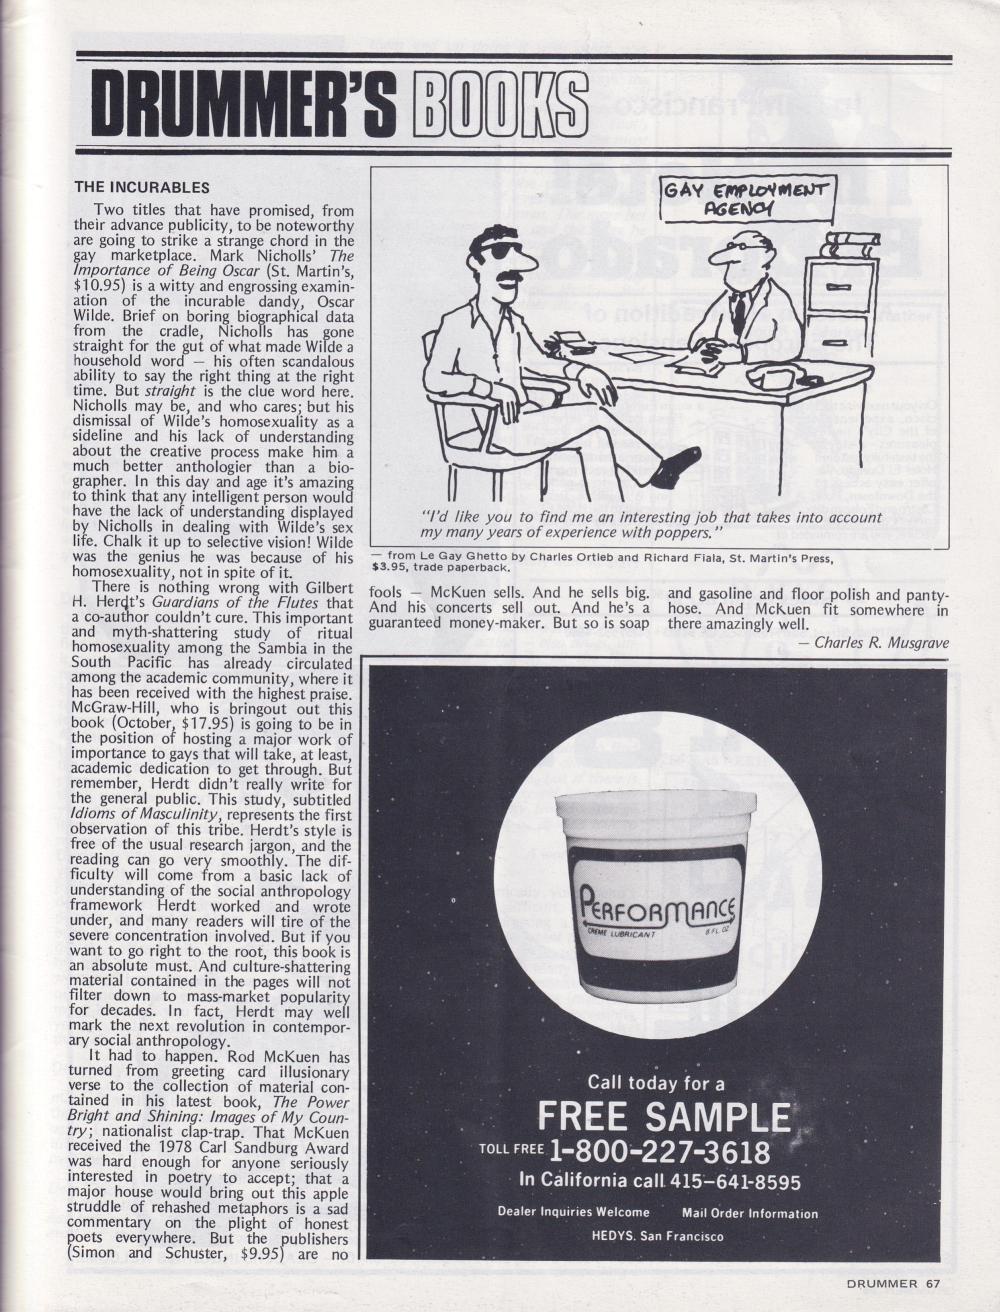 DRUMMER'S BOOKS
THE INCURABLES
Two titles that have promised, from
their advance publicity, to be noteworthy
are going to strike a strange chord in the
gay marketplace. Mark Nicholls' The
Importance of Being Oscar (St. Martin's,
$10.95) is a witty and engrossing examin-
ation of the incurable dandy, Oscar
Wilde. Brief on boring biographical data
from the cradle, Nicholls has gone
straight for the gut of what made Wilde a
household word — his often scandalous
ability to say the right thing at the right
time. But straight is the clue word here.
Nicholls may be, and who cares; but his
dismissal of Wilde's homosexuality as a
sideline and his lack of understanding
about the creative process make him a
much better anthologier than a bio-
grapher. In this day and age it's amazing
to think that any intelligent person would
have the lack of understanding displayed
by Nicholls in dealing with Wilde's sex
life. Chalk it up to selective vision! Wilde
was the genius he was because of his
homosexuality, not in spite of it.
There is nothing wrong with Gilbert
H. Herdt's Guardians of the Flutes that
a co-author couldn't cure. This important
and myth-shattering study of ritual
homosexuality among the Sambia in the
South Pacific has already circulated
among the academic community, where it
has been received with the highest praise.
McGraw-Hill, who is bringout out this
book (October, $17.95) is going to be in
the position of hosting a major work of
importance to gays that will take, at least,
academic dedication to get through. But
remember, Herdt didn't really write for
the general public. This study, subtitled
Idioms of Masculinity, represents the first
observation of this tribe. Herdt's style is
free of the usual research jargon, and the
reading can go very smoothly. The dif-
ficulty will come from a basic lack of
understanding of the social anthropology
framework Herdt worked and wrote
under, and many readers will tire of the
severe concentration involved. But if you
want to go right to the root, this book is
an absolute must. And culture-shattering
material contained in the pages will not
filter down to mass-market popularity
for decades. In fact, Herdt may well
mark the next revolution in contempor-
ary social anthropology.
It had to happen. Rod McKuen has
turned from greeting card illusionary
verse to the collection of material con-
tained in his latest book, The Power
Bright and Shining: Images of My Coun-
try; nationalist clap-trap. That McKuen
received the 1978 Carl Sandburg Award
was hard enough for anyone seriously
interested in poetry to accept; that a
major house would bring out this apple
struddle of rehashed metaphors is a sad
commentary on the plight of honest
poets everywhere. But the publishers
(Simon and Schuster, $9.95) are no
GAY EMPLOYMENT
AGENCY
"I'd like you to find me an interesting job that takes into account
my many years of experience with poppers."
— from Le Gay Ghetto by Charles Ortleb and Richard Fiala, St. Martin's Press,
$3.95, trade paperback.
fools — McKuen sells. And he sells big.
And his concerts sell out. And he's a
guaranteed money-maker. But so is soap
and gasoline and floor polish and panty-
hose. And McKuen fit somewhere in
there amazingly well.
— Charles R. Musgrave
PERFORMANCE
CREME LUBRICANT 8 FL. OZ.
Call today for a
FREE SAMPLE
TOLL FREE 1-800-227-3618
In California call 415-641-8595
Dealer Inquiries Welcome Mail Order Information
HEDYS. San Francisco
DRUMMER 67